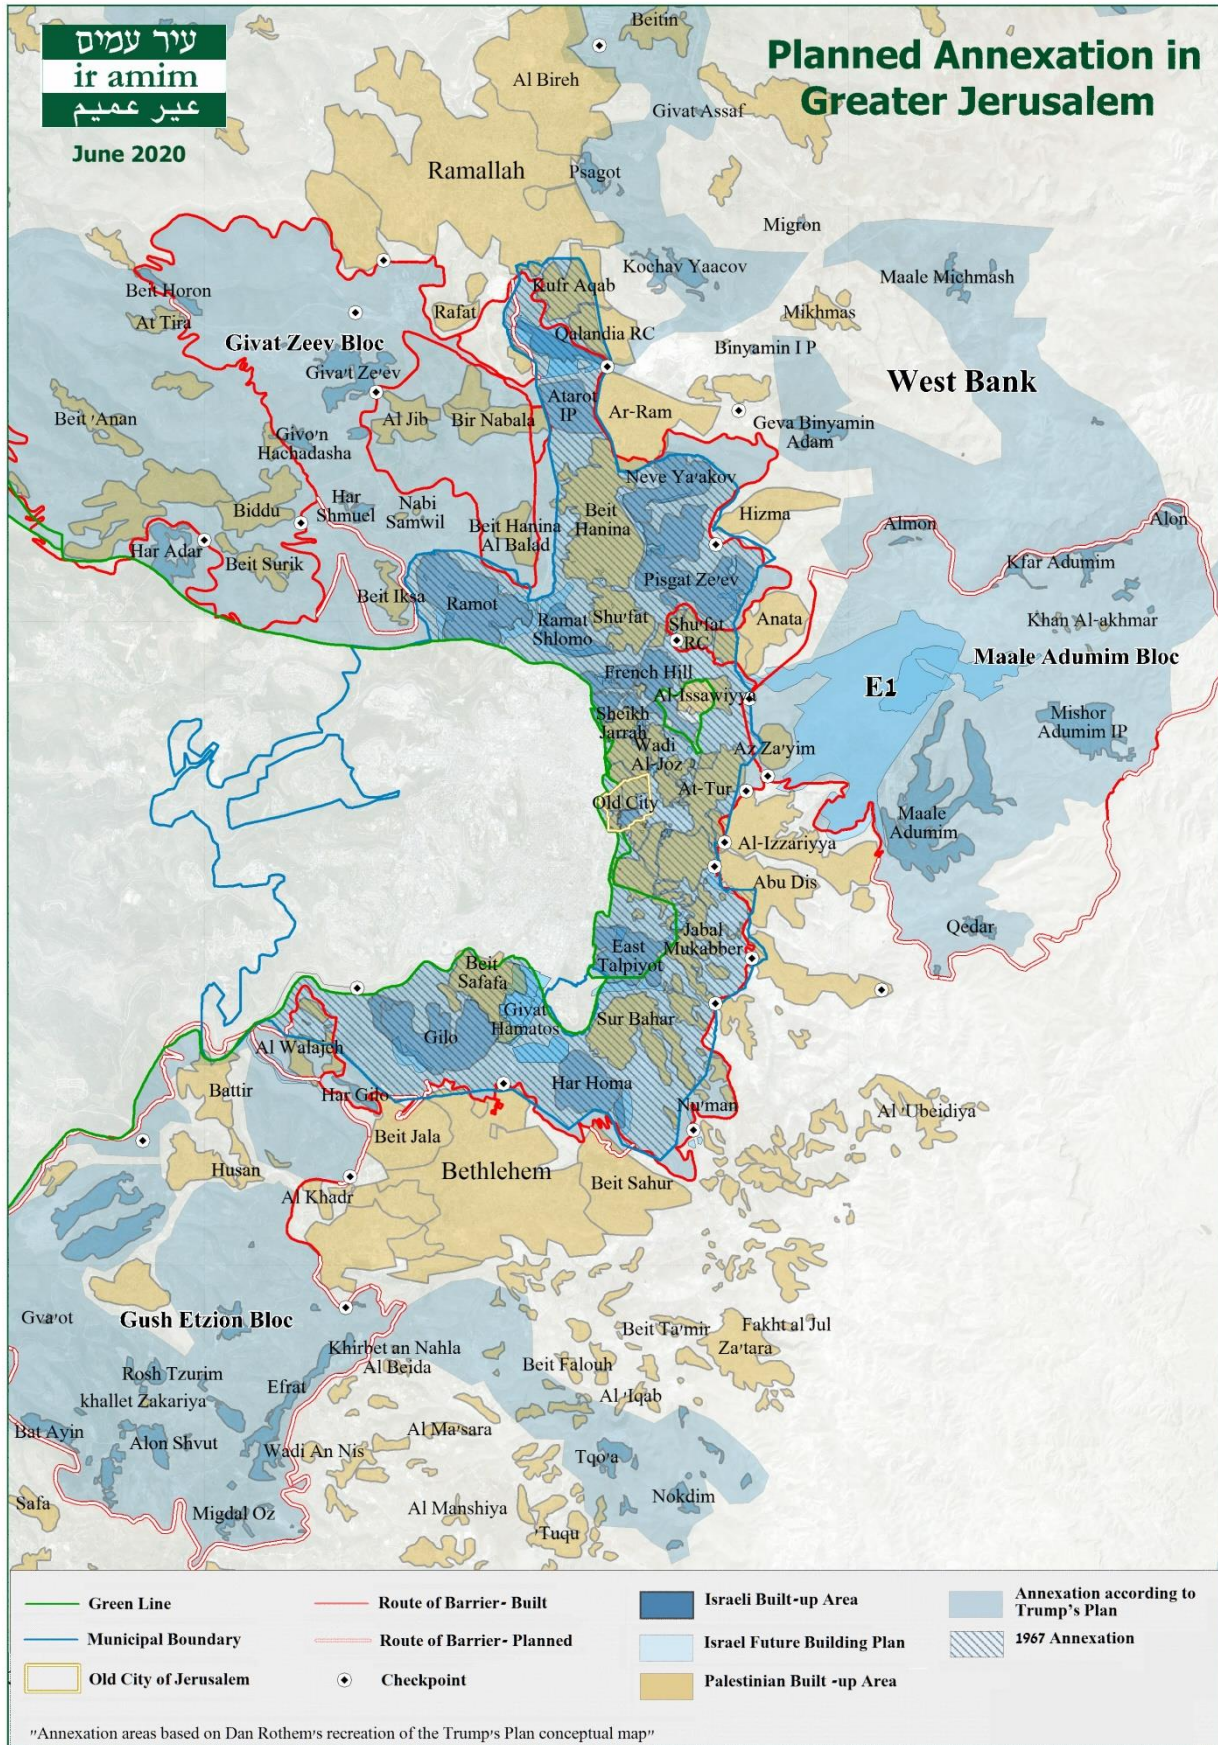 עיר עמים
ir amim
عير عميم
June 2020
Planned Annexation in
Greater Jerusalem
Beitin
Al Bireh
Givat Assaf
Ramallah
Psagot
Migron
Kochav Yaacov
Maale Michmash
Beit Horon
At Tira
Kufr Aqab
Rafat
Mikhmas
Givat Zeev Bloc
Qalandia RC
Binyamin I P
Giva't Ze'ev
West Bank
Atarot
IP
Ar-Ram
Al Jib
Bir Nabala
Beit 'Anan
Geva Binyamin
Adam
Givo'n
Hachadasha
Neve Ya'akov
Har
Shmuel
Nabi
Samwil
Biddu
Beit
Hanina
Hizma
Almon
Alon
Beit Hanina
Al Balad
Har Adar
Beit Surik
Kfar Adumim
Pisgat Ze'ev
Beit Iksa
Ramot
Ramat
Shlomo
Shu'fat
Shu'fat
RC
Anata
Khan Al-akhmar
Maale Adumim Bloc
French Hill
E1
Al-Issawiyya
Sheikh
Jarrah
Mishor
Adumim IP
Wadi
Al-Joz
Az Za'yim
At-Tur
Old City
Maale
Adumim
Al-Izzariyya
Abu Dis
Qedar
Jabal
Mukabber
East
Talpiyot
Beit
Safafa
Givat
Hamatos
Sur Bahar
Gilo
Al Walajeh
Har Homa
Battir
Har Gilo
Nu'man
Al 'Ubeidiya
Beit Jala
Husan
Bethlehem
Beit Sahur
Al Khadr
Gva'ot
Gush Etzion Bloc
Beit Ta'mir
Fakht al Jul
Za'tara
Khirbet an Nahla
Al Beida
Beit Falouh
Rosh Tzurim
Efrat
khallet Zakariya
Al 'Iqab
Bat Ayin
Alon Shvut
Wadi An Nis
Al Ma'sara
Tqo'a
Nokdim
Safa
Migdal Oz
Al Manshiya
'Tuqu
Green Line
Route of Barrier- Built
Israeli Built-up Area
Annexation according to
Trump's Plan
Municipal Boundary
Route of Barrier- Planned
Israel Future Building Plan
1967 Annexation
Old City of Jerusalem
Checkpoint
Palestinian Built -up Area
"Annexation areas based on Dan Rothem's recreation of the Trump's Plan conceptual map"